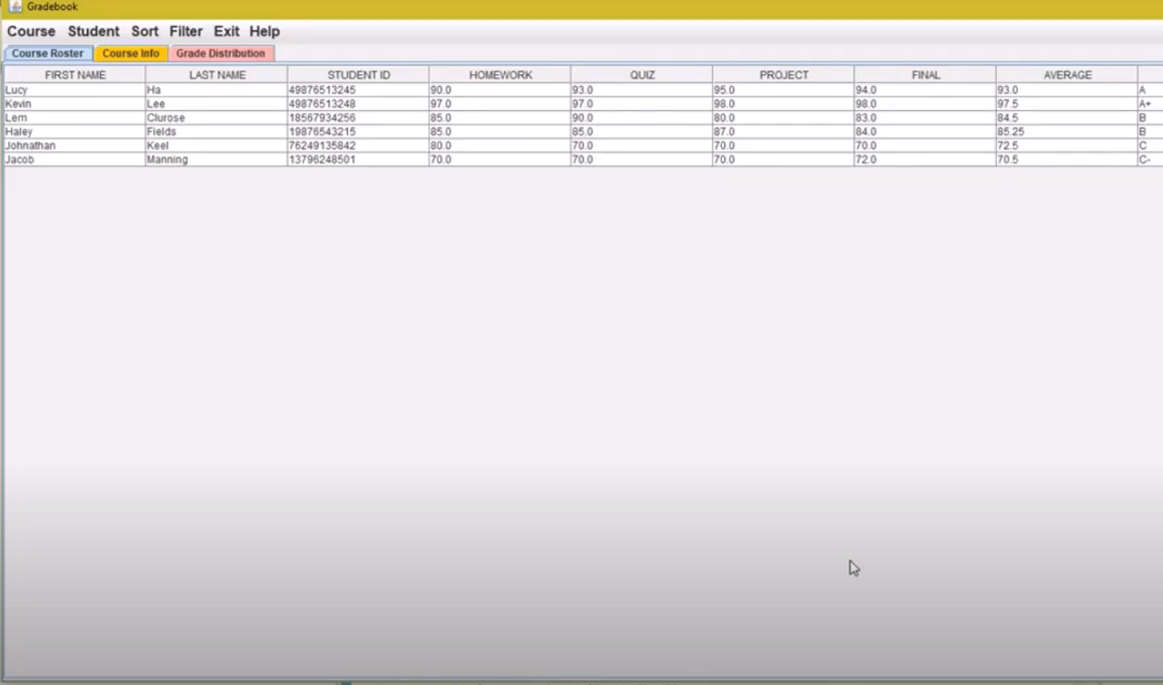 Gradebook
Course Student Sort Filter Exit Help
Course Roster Course Info Grade Distribution
FIRST NAME LAST NAME STUDENT ID HOMEWORK QUIZ PROJECT FINAL AVERAGE
Lucy Ha 49876513245 90.0 93.0 95.0 94.0 93.0 A
Kevin Lee 49876513248 97.0 97.0 98.0 98.0 97.5 A+
Lem Clurose 18567934256 85.0 90.0 80.0 83.0 84.5 B
Haley Fields 19876543215 85.0 85.0 87.0 84.0 85.25 B
Johnathan Keel 76249135842 80.0 70.0 70.0 70.0 72.5 C
Jacob Manning 13796248501 70.0 70.0 70.0 72.0 70.5 C-